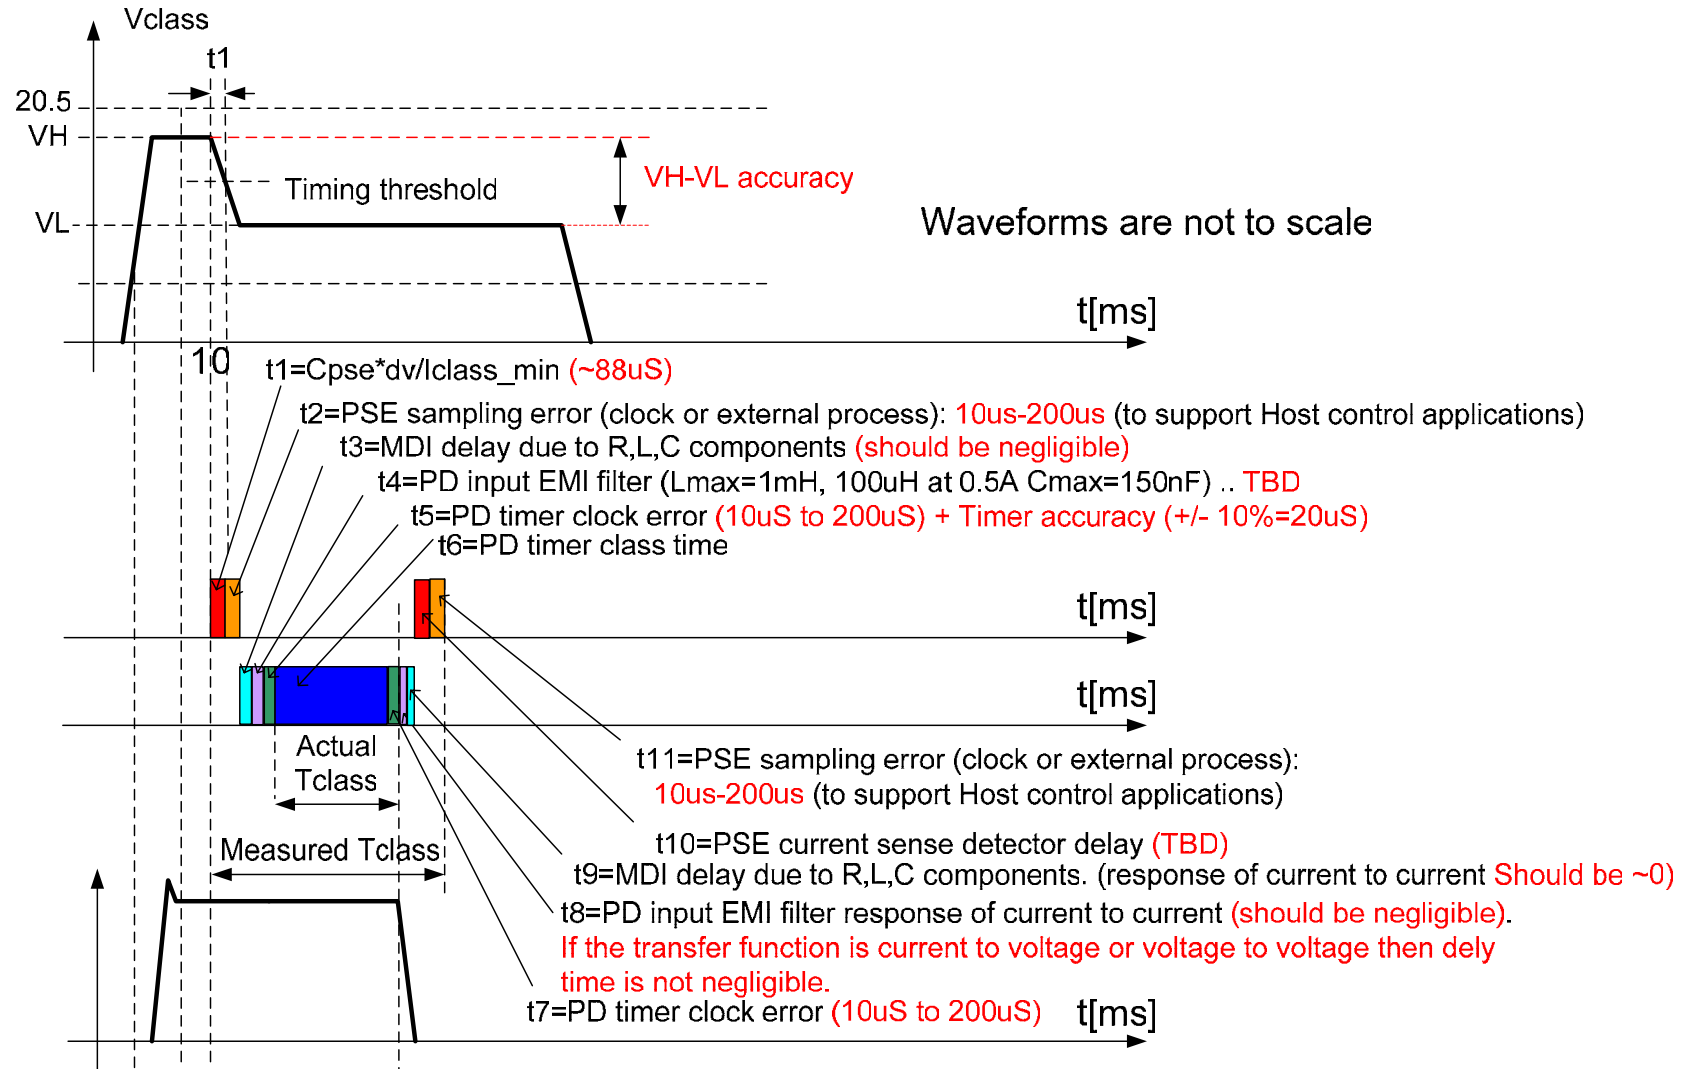 Vclass
t1
20.5
VH
VH-VL accuracy
Timing threshold
VL
Waveforms are not to scale
t[ms]
10
t1=Cpse*dv/Iclass_min (~88uS)
t2=PSE sampling error (clock or external process): 10us-200us (to support Host control applications)
t3=MDI delay due to R,L,C components (should be negligible)
t4=PD input EMI filter (Lmax=1mH, 100uH at 0.5A Cmax=150nF) .. TBD
t5=PD timer clock error (10uS to 200uS) + Timer accuracy (+/- 10%=20uS)
t6=PD timer class time
t[ms]
t[ms]
Actual
Tclass
t11=PSE sampling error (clock or external process):
10us-200us (to support Host control applications)
t10=PSE current sense detector delay (TBD)
Measured Tclass
t9=MDI delay due to R,L,C components. (response of current to current Should be ~0)
t8=PD input EMI filter response of current to current (should be negligible).
If the transfer function is current to voltage or voltage to voltage then dely
time is not negligible.
t7=PD timer clock error (10uS to 200uS)
t[ms]